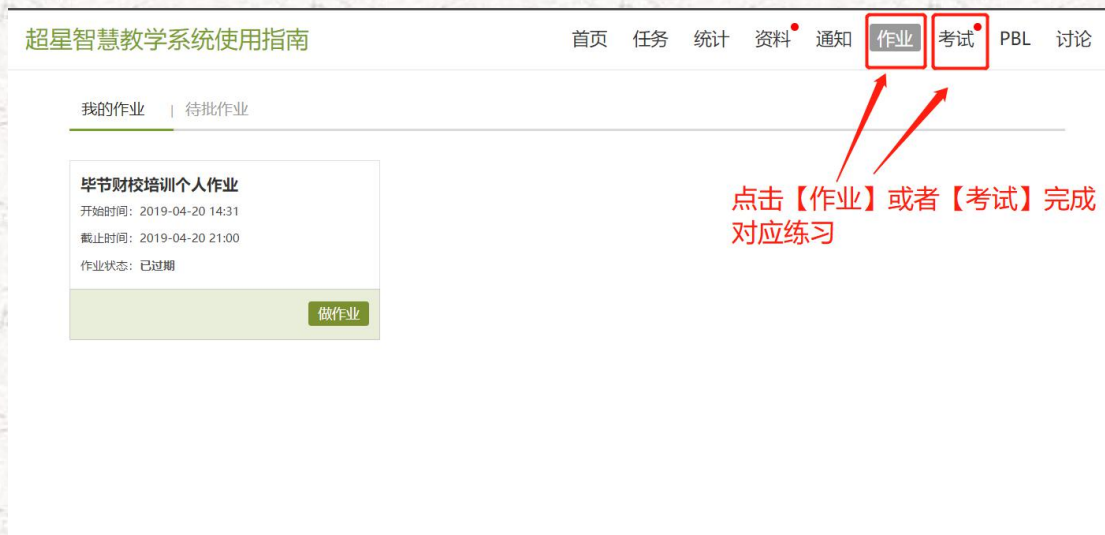 超星智慧教学系统使用指南
首页 任务 统计 资料 通知 作业 考试 PBL 讨论
我的作业 | 待批作业
毕节财校培训个人作业
开始时间：2019-04-20 14:31
截止时间：2019-04-20 21:00
作业状态：已过期
做作业
点击【作业】或者【考试】完成
对应练习